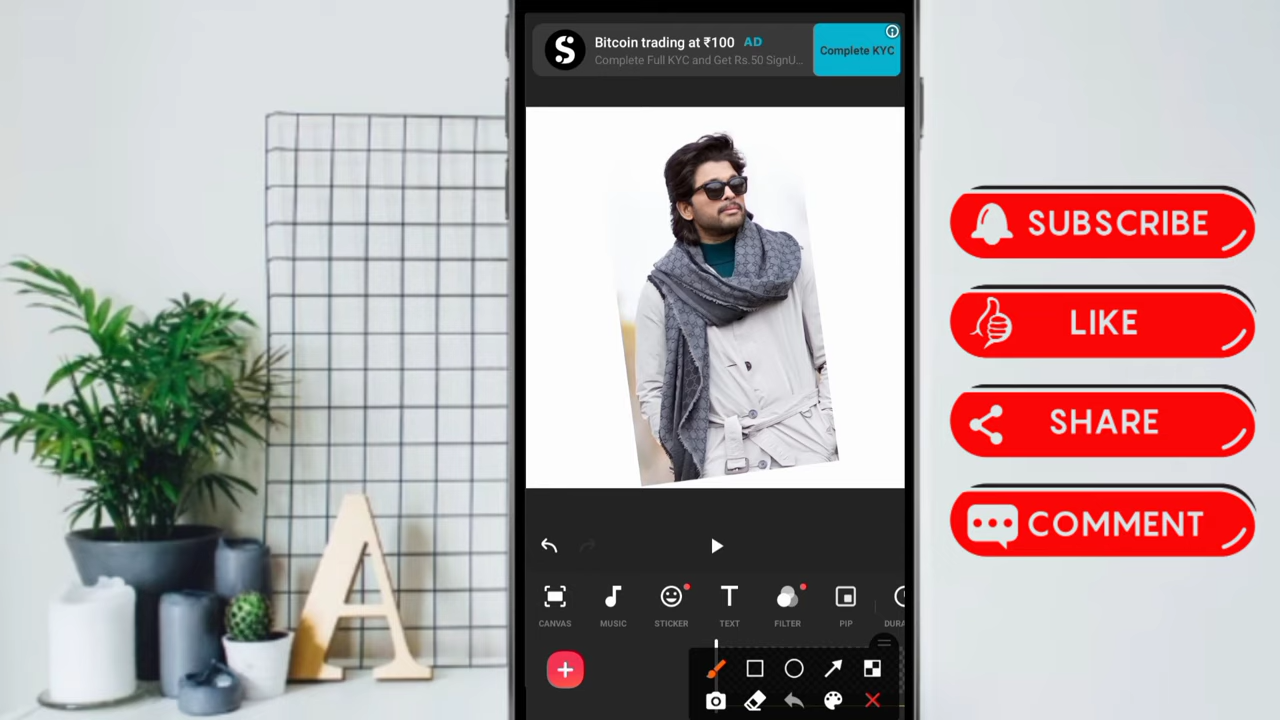 Bitcoin trading at ₹100 AD
Complete Full KYC and Get Rs.50 SignU...
Complete KYC
SUBSCRIBE
LIKE
SHARE
COMMENT
CANVAS MUSIC STICKER TEXT FILTER PIP DURA
A